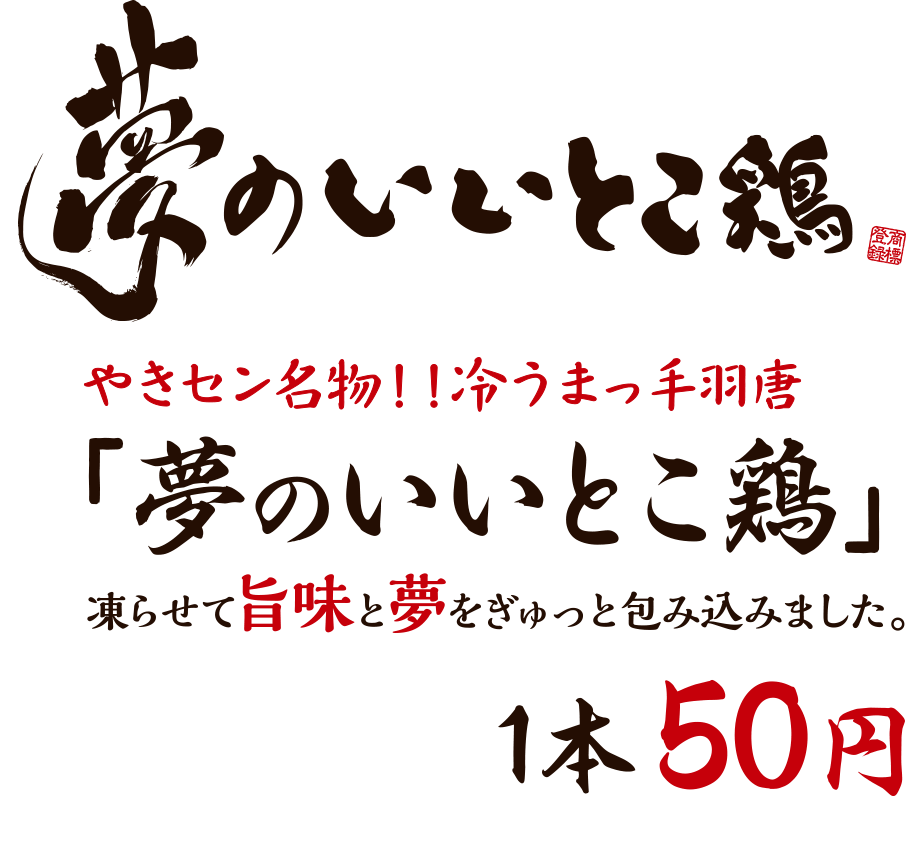 夢のいいとこ鶏
商標登録
やきセン名物!!冷うまっ手羽唐
「夢のいいとこ鶏」
凍らせて旨味と夢をぎゅっと包み込みました。
1本50円